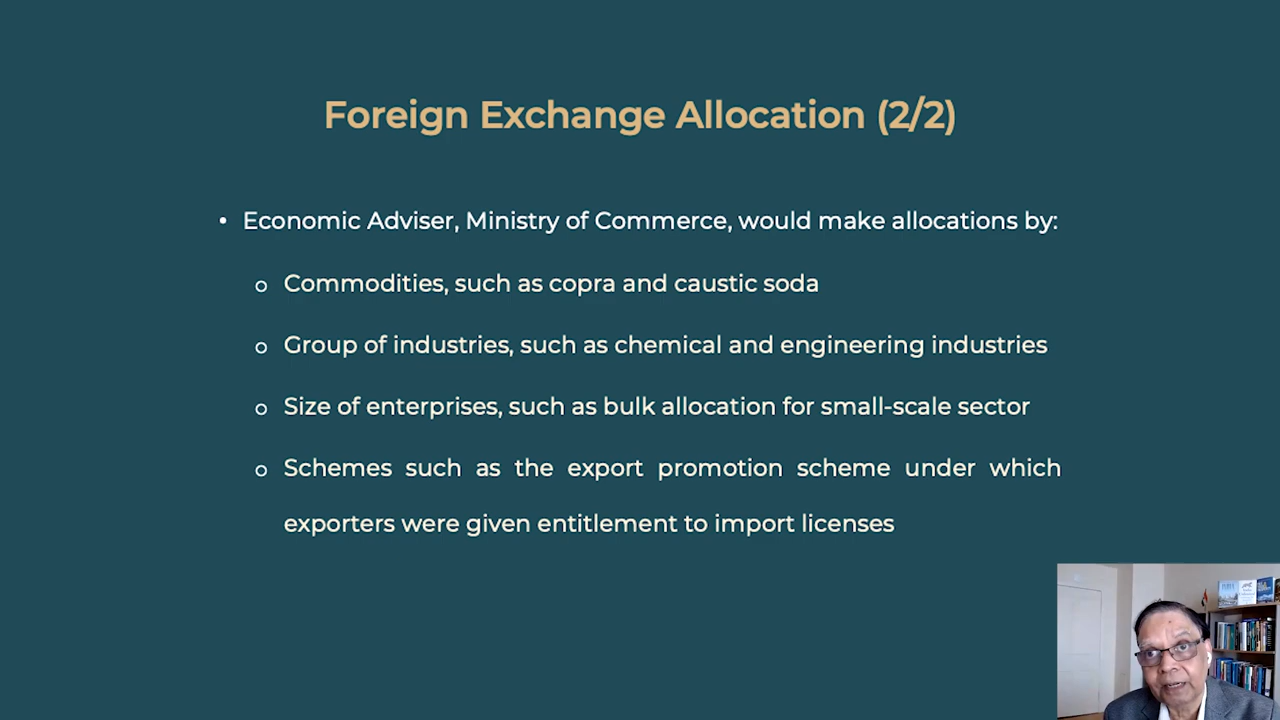 Foreign Exchange Allocation (2/2)
• Economic Adviser, Ministry of Commerce, would make allocations by:
o Commodities, such as copra and caustic soda
o Group of industries, such as chemical and engineering industries
o Size of enterprises, such as bulk allocation for small-scale sector
o Schemes such as the export promotion scheme under which
exporters were given entitlement to import licenses